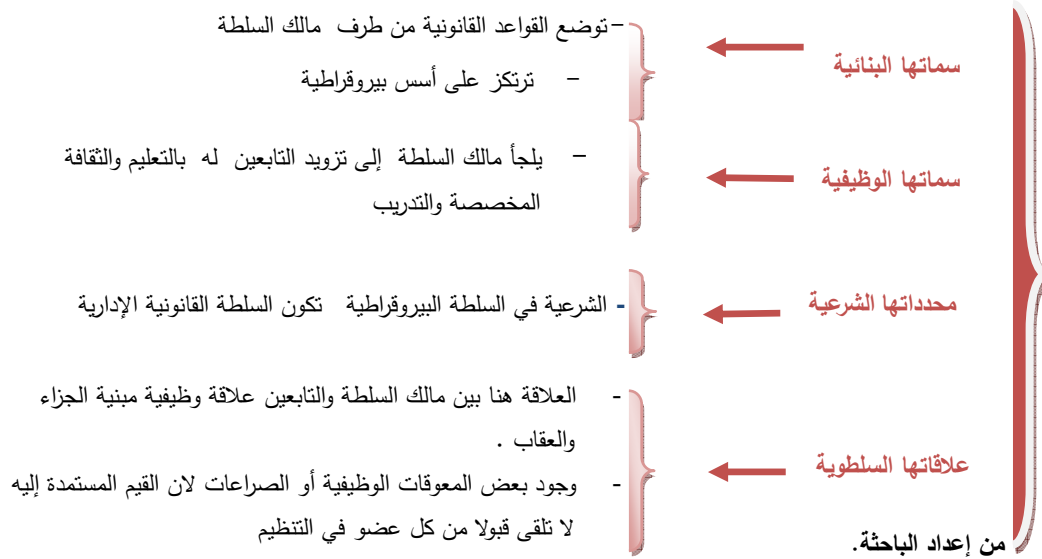 سماتها البنائية
-توضع القواعد القانونية من طرف مالك السلطة
- ترتكز على أسس بيروقراطية
سماتها الوظيفية
- يلجأ مالك السلطة إلى تزويد التابعين له بالتعليم والثقافة
المخصصة والتدريب
محدداتها الشرعية
- الشرعية في السلطة البيروقراطية تكون السلطة القانونية الإدارية
علاقاتها السلطوية
- العلاقة هنا بين مالك السلطة والتابعين علاقة وظيفية مبنية الجزاء
والعقاب .
- وجود بعض المعوقات الوظيفية أو الصراعات لان القيم المستمدة إليه
لا تلقى قبولا من كل عضو في التنظيم
من إعداد الباحثة.